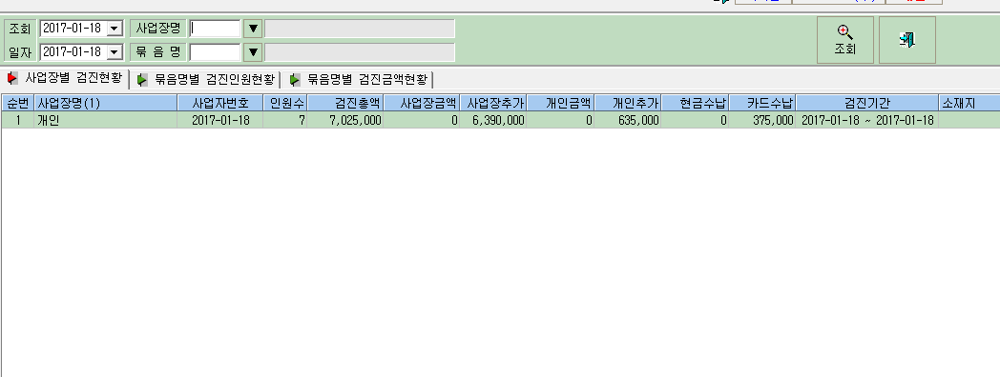 조회 2017-01-18 사업장명
조회
일자 2017-01-18 묶 음 명
사업장별 검진현황 묶음명별 검진인원현황 묶음명별 검진금액현황
순번 사업장명(1) 사업자번호 인원수 검진총액 사업장금액 사업장추가 개인금액 개인추가 현금수납 카드수납 검진기간 소재지
1 개인 2017-01-18 7 7,025,000 0 6,390,000 0 635,000 0 375,000 2017-01-18 ~ 2017-01-18